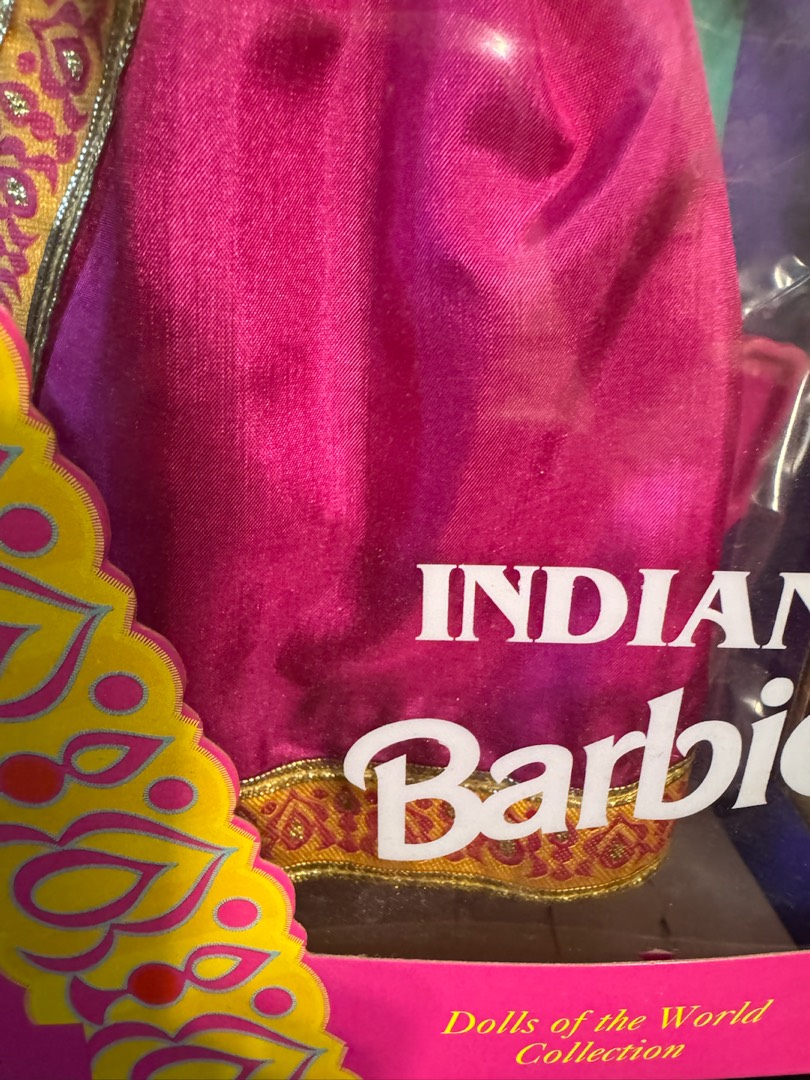 INDIAN
Barbie
Dolls of the World
Collection